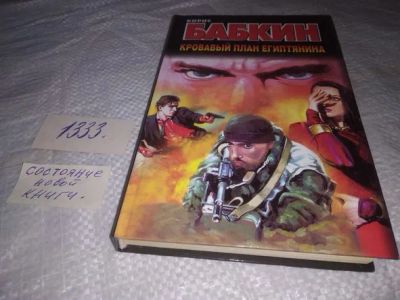 БОРИС
БАБКИН
КРОВАВЫЙ ПЛАН ЕГИПТЯНИНА
1333.
СОСТОЯНИЕ
НОВОЙ
КНИГИ.